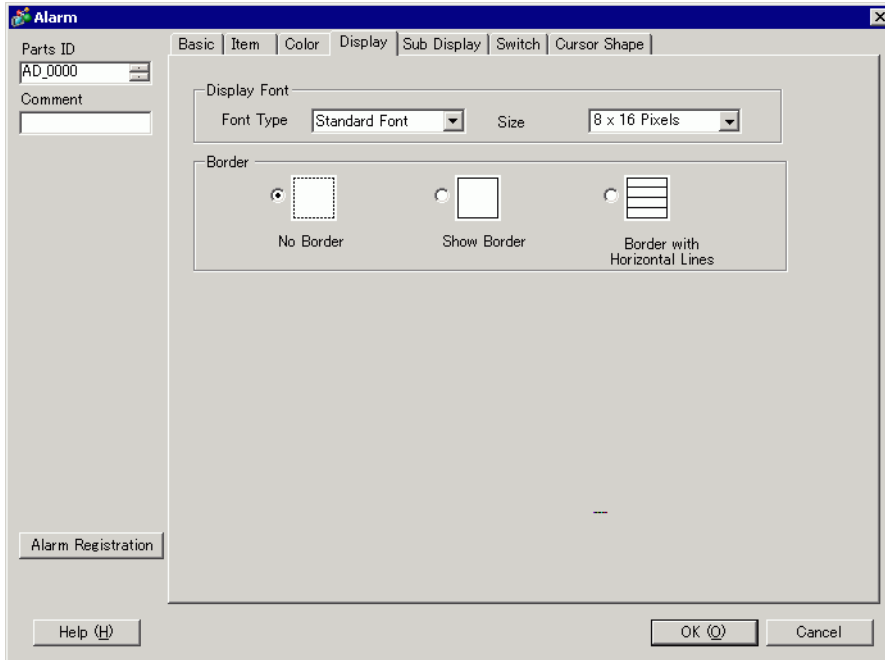 Alarm
Parts ID
AD_0000
Comment
Basic Item Color Display Sub Display Switch Cursor Shape
Display Font
Font Type Standard Font Size 8 x 16 Pixels
Border
No Border Show Border Border with
Horizontal Lines
---
Alarm Registration
Help (H) OK (O) Cancel